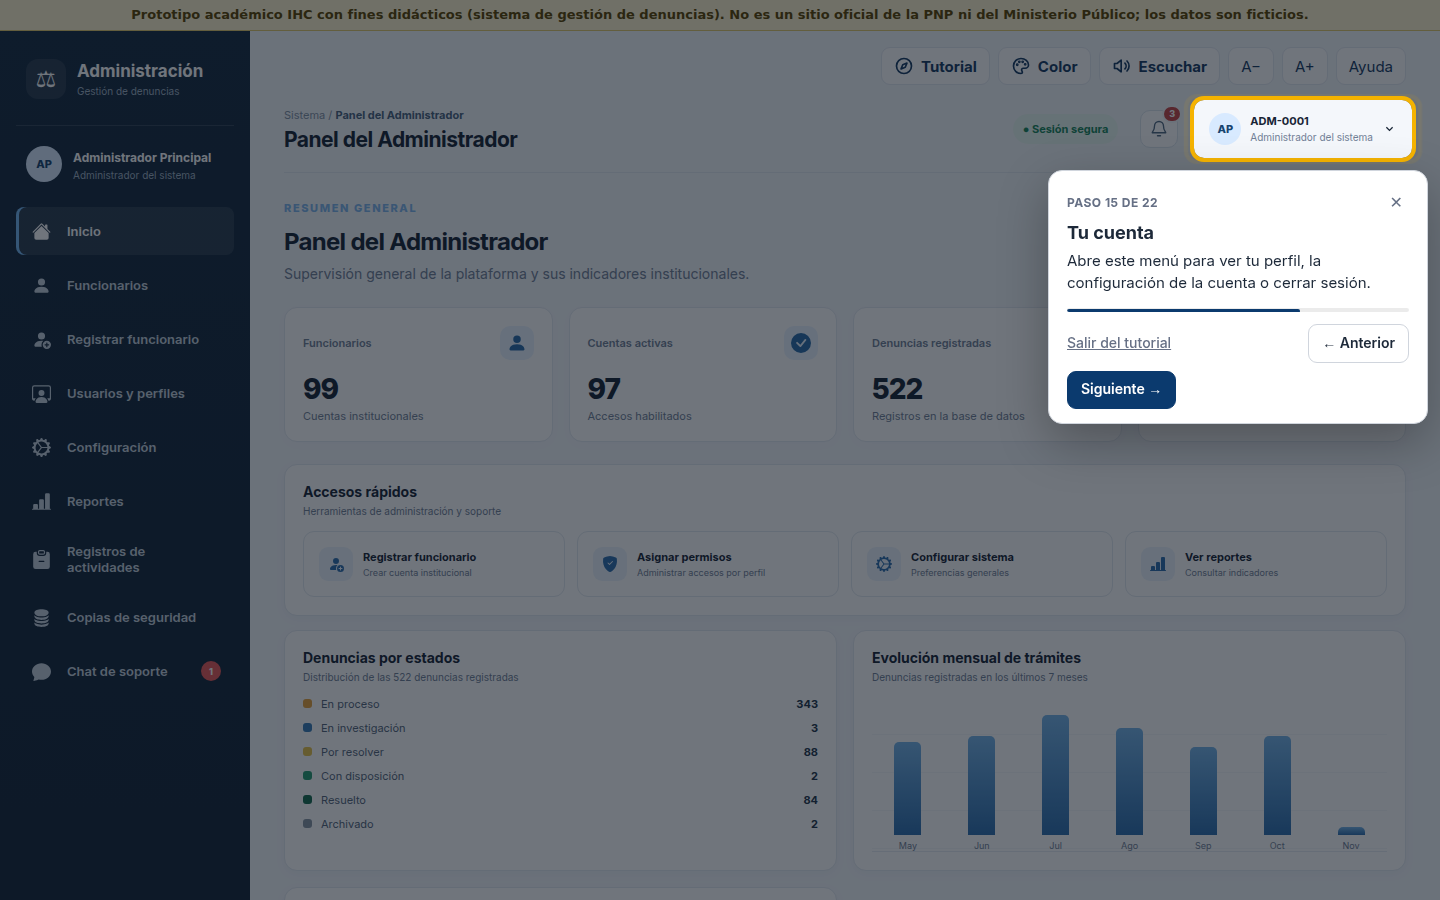 Prototipo académico IHC con fines didácticos (sistema de gestión de denuncias). No es un sitio oficial de la PNP ni del Ministerio Público; los datos son ficticios.
Administración
Gestión de denuncias
AP
Administrador Principal
Administrador del sistema
Inicio
Funcionarios
Registrar funcionario
Usuarios y perfiles
Configuración
Reportes
Registros de
actividades
Copias de seguridad
Chat de soporte
1
Tutorial
Color
Escuchar
A−
A+
Ayuda
Sistema / Panel del Administrador
Panel del Administrador
Sesión segura
3
AP
ADM-0001
Administrador del sistema
PASO 15 DE 22
×
Tu cuenta
Abre este menú para ver tu perfil, la
configuración de la cuenta o cerrar sesión.
Salir del tutorial
← Anterior
Siguiente →
RESUMEN GENERAL
Panel del Administrador
Supervisión general de la plataforma y sus indicadores institucionales.
Funcionarios
99
Cuentas institucionales
Cuentas activas
97
Accesos habilitados
Denuncias registradas
522
Registros en la base de datos
Accesos rápidos
Herramientas de administración y soporte
Registrar funcionario
Crear cuenta institucional
Asignar permisos
Administrar accesos por perfil
Configurar sistema
Preferencias generales
Ver reportes
Consultar indicadores
Denuncias por estados
Distribución de las 522 denuncias registradas
En proceso 343
En investigación 3
Por resolver 88
Con disposición 2
Resuelto 84
Archivado 2
Evolución mensual de trámites
Denuncias registradas en los últimos 7 meses
May Jun Jul Ago Sep Oct Nov